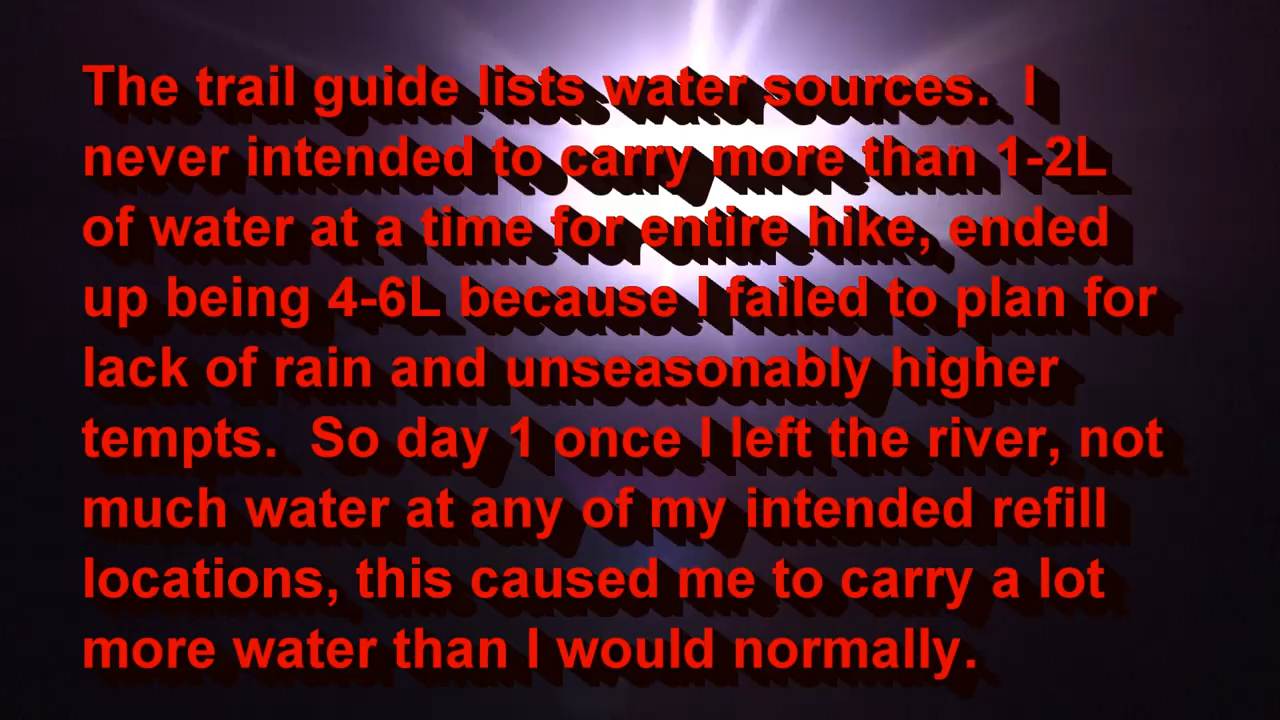 The trail guide lists water sources.  I
never intended to carry more than 1-2L
of water at a time for entire hike, ended
up being 4-6L because I failed to plan for
lack of rain and unseasonably higher
tempts.  So day 1 once I left the river, not
much water at any of my intended refill
locations, this caused me to carry a lot
more water than I would normally.